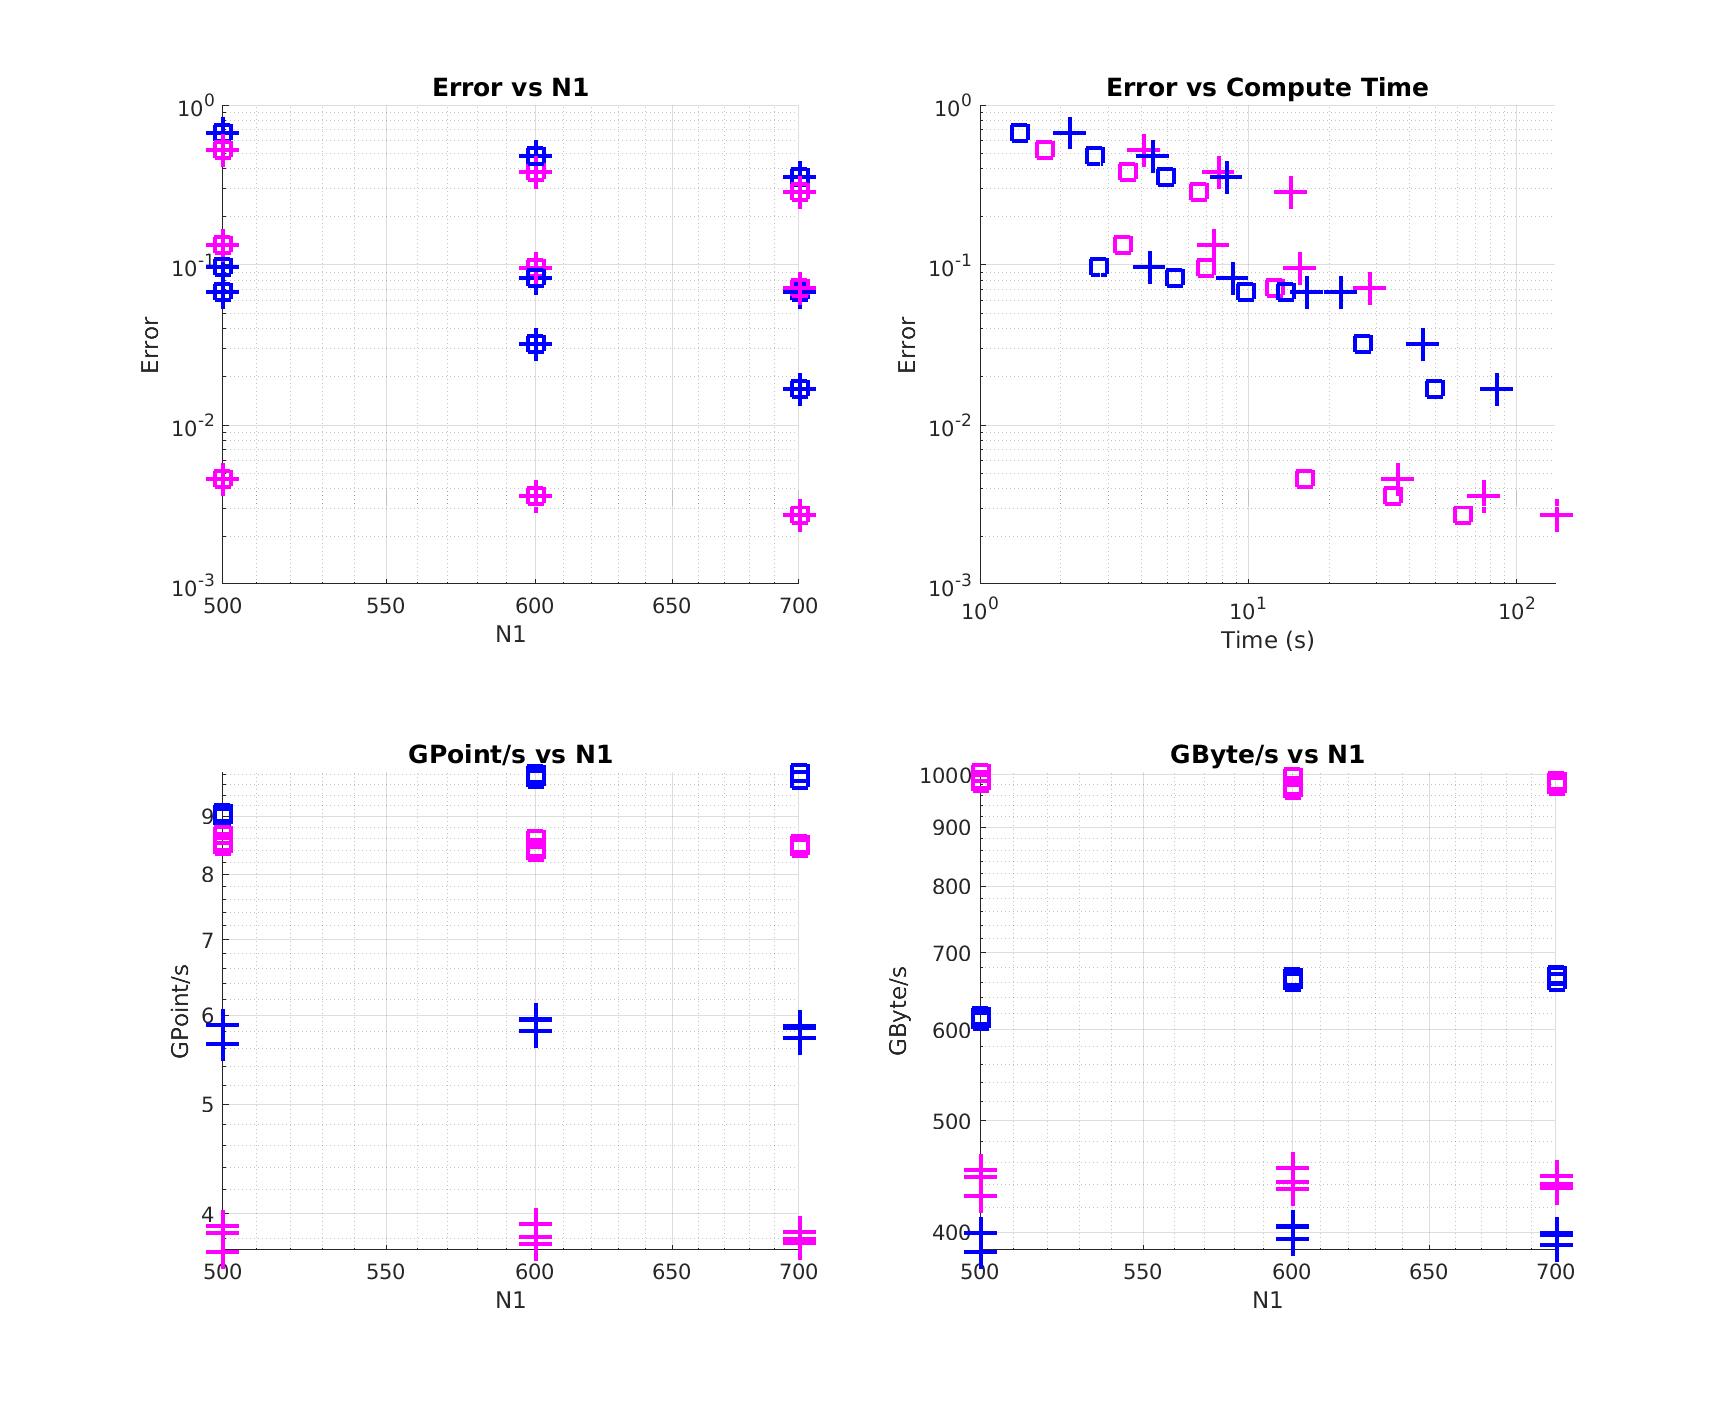 Error vs N1
10^0
10^-1
10^-2
10^-3
Error
500 550 600 650 700
N1
Error vs Compute Time
10^0
10^-1
10^-2
10^-3
Error
10^0 10^1 10^2
Time (s)
GPoint/s vs N1
9
8
7
6
5
4
GPoint/s
500 550 600 650 700
N1
GByte/s vs N1
1000
900
800
700
600
500
400
GByte/s
500 550 600 650 700
N1